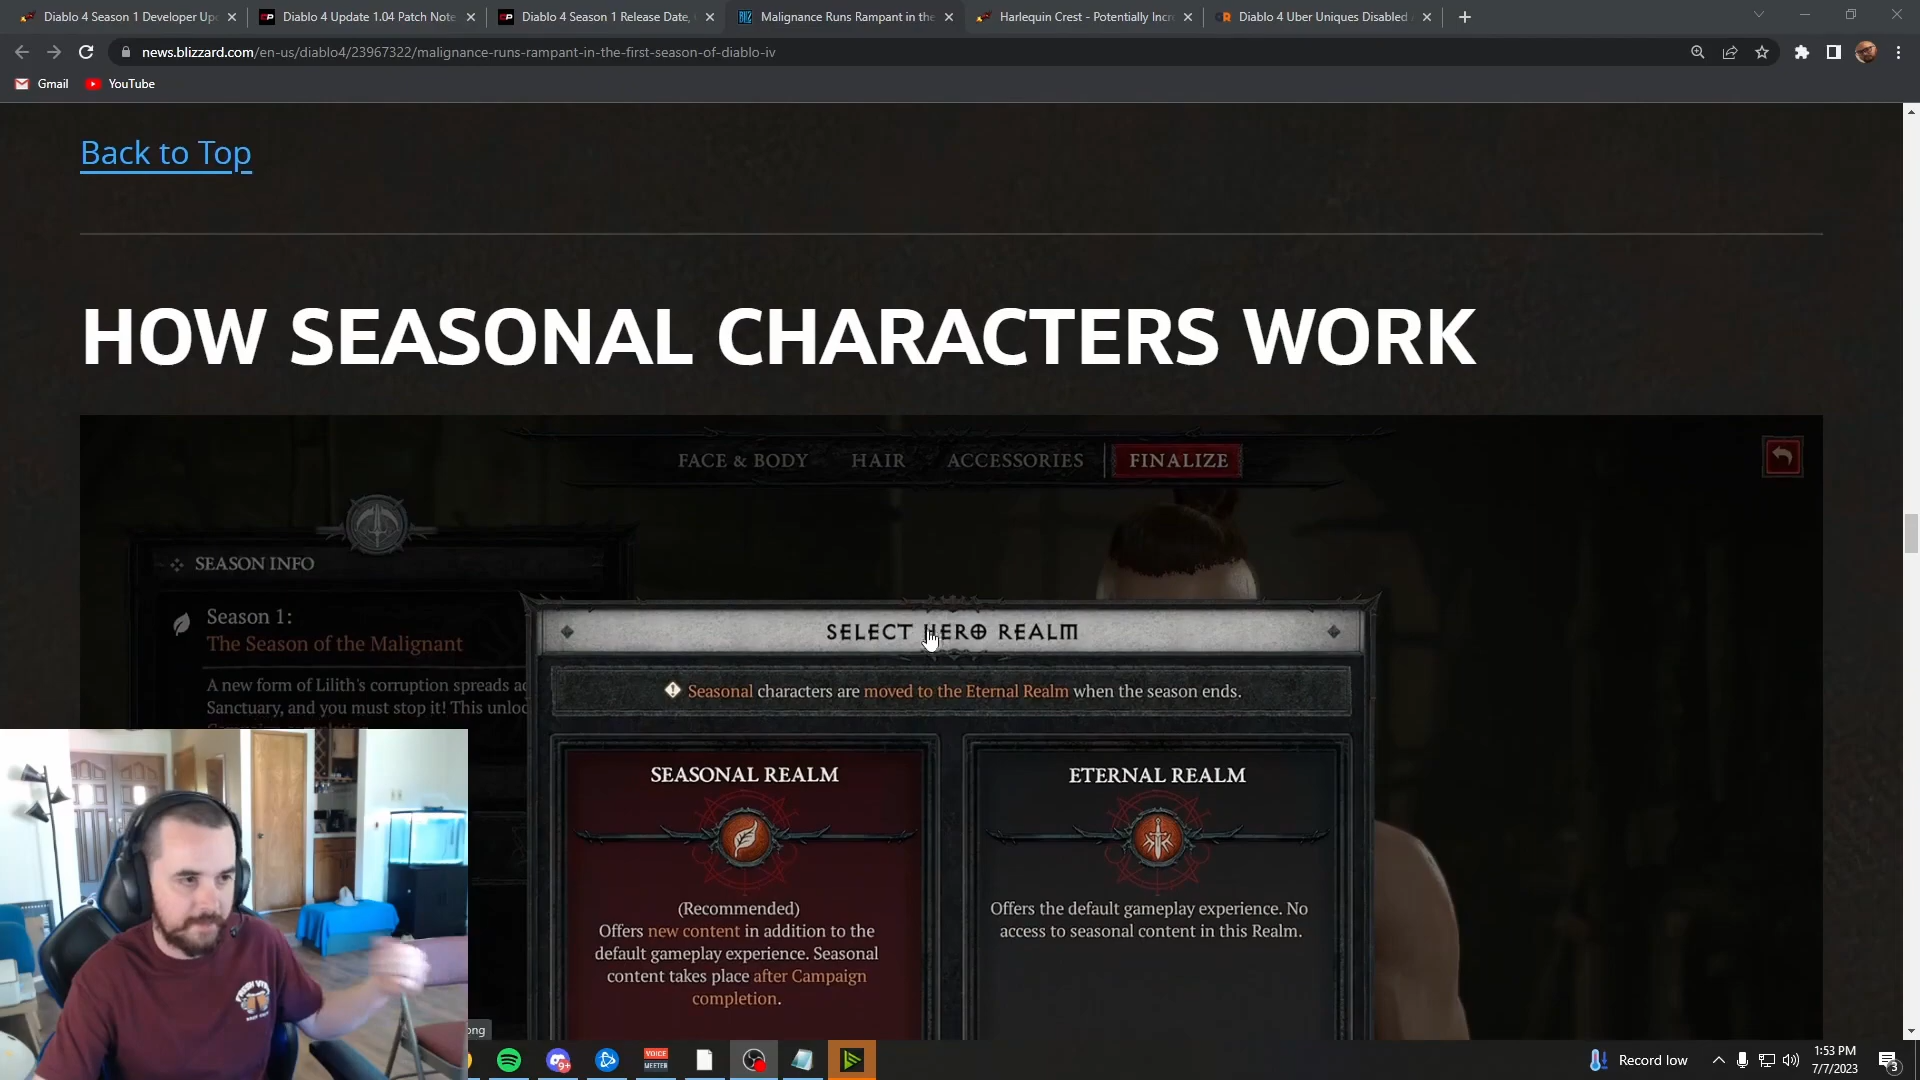 Diablo 4 Season 1 Developer Up
Diablo 4 Update 1.04 Patch Note
Diablo 4 Season 1 Release Date,
Malignance Runs Rampant in the
Harlequin Crest - Potentially Incr
Diablo 4 Uber Uniques Disabled
news.blizzard.com/en-us/diablo4/23967322/malignance-runs-rampant-in-the-first-season-of-diablo-iv
Gmail
YouTube
Back to Top
HOW SEASONAL CHARACTERS WORK
FACE & BODY
HAIR
ACCESSORIES
FINALIZE
SEASON INFO
Season 1:
The Season of the Malignant
A new form of Lilith's corruption spreads
Sanctuary, and you must stop it! This
SELECT HERO REALM
Seasonal characters are moved to the Eternal Realm when the season ends.
SEASONAL REALM
(Recommended)
Offers new content in addition to the
default gameplay experience. Seasonal
content takes place after Campaign
completion.
ETERNAL REALM
Offers the default gameplay experience. No
access to seasonal content in this Realm.
ong
9+
VOICE
MEETER
Record low
1:53 PM
7/7/2023
3